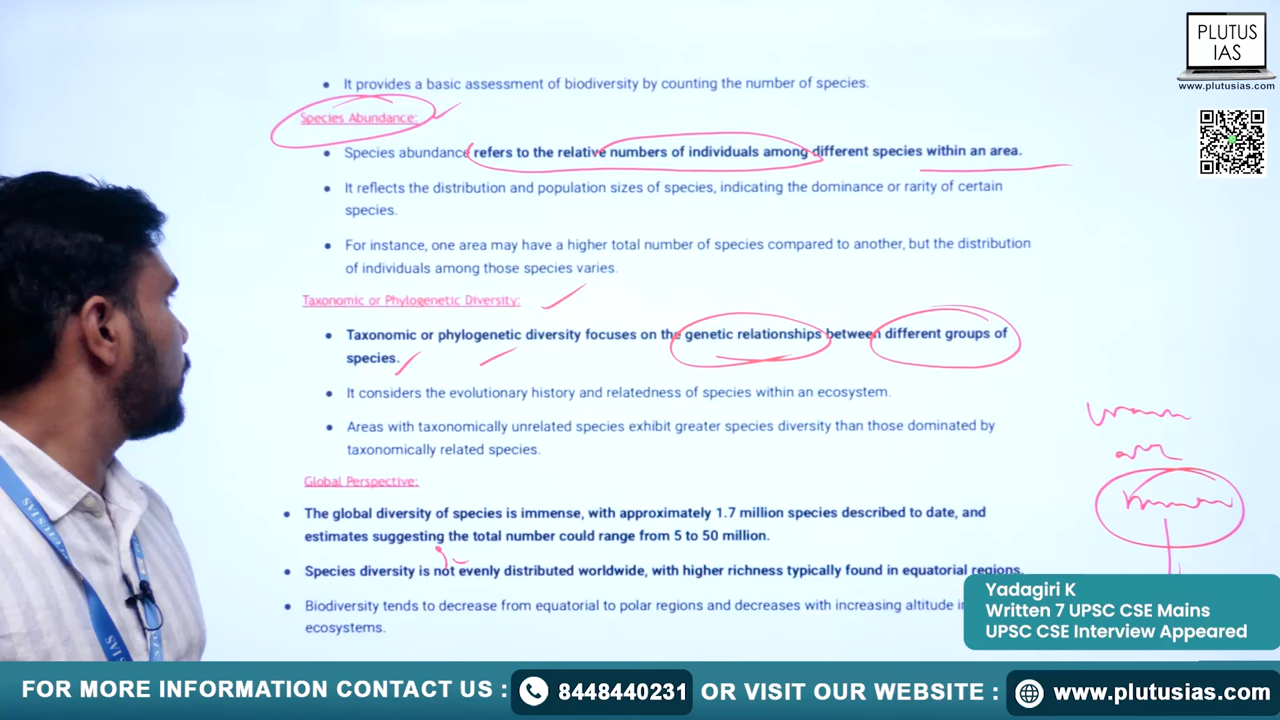 PLUTUS
IAS
www.plutusias.com
It provides a basic assessment of biodiversity by counting the number of species.
Species Abundance:
Species abundance refers to the relative numbers of individuals among different species within an area.
It reflects the distribution and population sizes of species, indicating the dominance or rarity of certain
species.
For instance, one area may have a higher total number of species compared to another, but the distribution
of individuals among those species varies.
Taxonomic or Phylogenetic Diversity:
Taxonomic or phylogenetic diversity focuses on the genetic relationships between different groups of
species.
It considers the evolutionary history and relatedness of species within an ecosystem.
Areas with taxonomically unrelated species exhibit greater species diversity than those dominated by
taxonomically related species.
Global Perspective:
The global diversity of species is immense, with approximately 1.7 million species described to date, and
estimates suggesting the total number could range from 5 to 50 million.
Species diversity is not evenly distributed worldwide, with higher richness typically found in equatorial regions.
Biodiversity tends to decrease from equatorial to polar regions and decreases with increasing altitude
ecosystems.
Yadagiri K
Written 7 UPSC CSE Mains
UPSC CSE Interview Appeared
FOR MORE INFORMATION CONTACT US : 8448440231 OR VISIT OUR WEBSITE : www.plutusias.com